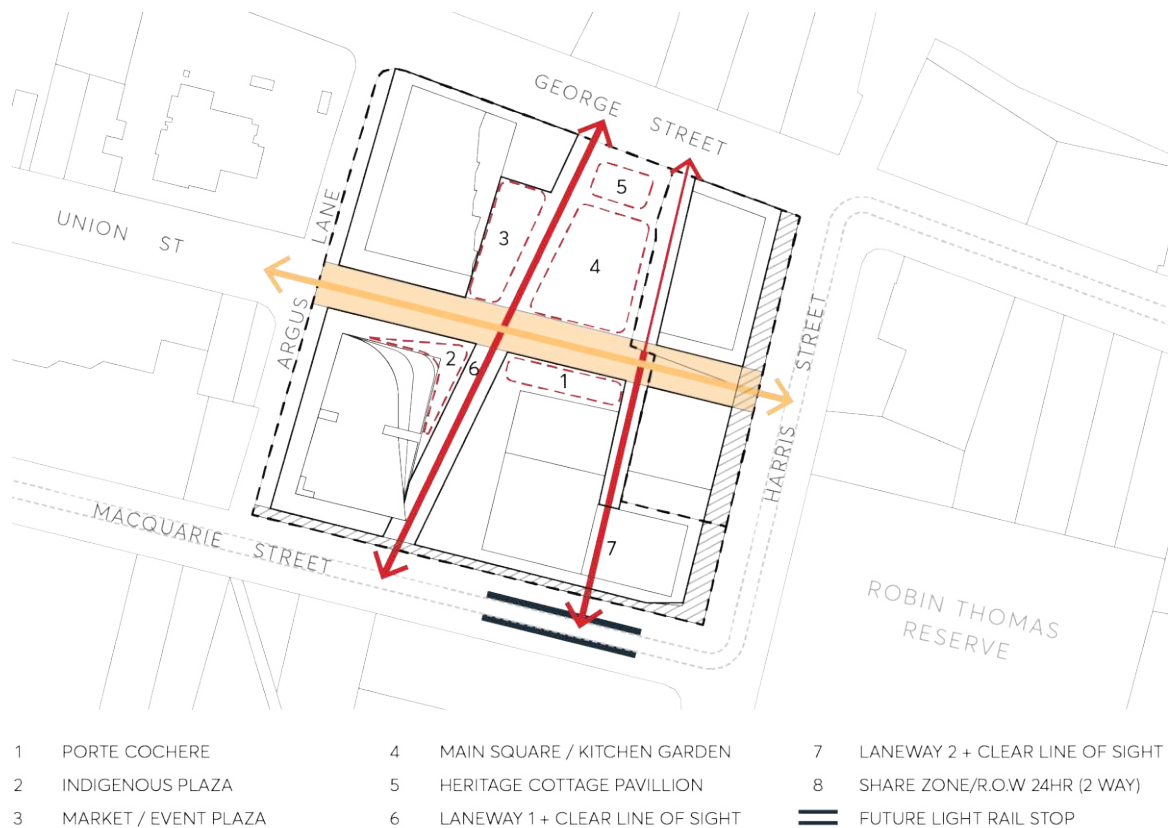 GEORGE STREET
UNION ST
ARGUS LANE
HARRIS STREET
MACQUARIE STREET
ROBIN THOMAS
RESERVE
5
3
4
2
6
1
7
1 PORTE COCHERE
2 INDIGENOUS PLAZA
3 MARKET / EVENT PLAZA
4 MAIN SQUARE / KITCHEN GARDEN
5 HERITAGE COTTAGE PAVILLION
6 LANEWAY 1 + CLEAR LINE OF SIGHT
7 LANEWAY 2 + CLEAR LINE OF SIGHT
8 SHARE ZONE/R.O.W 24HR (2 WAY)
FUTURE LIGHT RAIL STOP